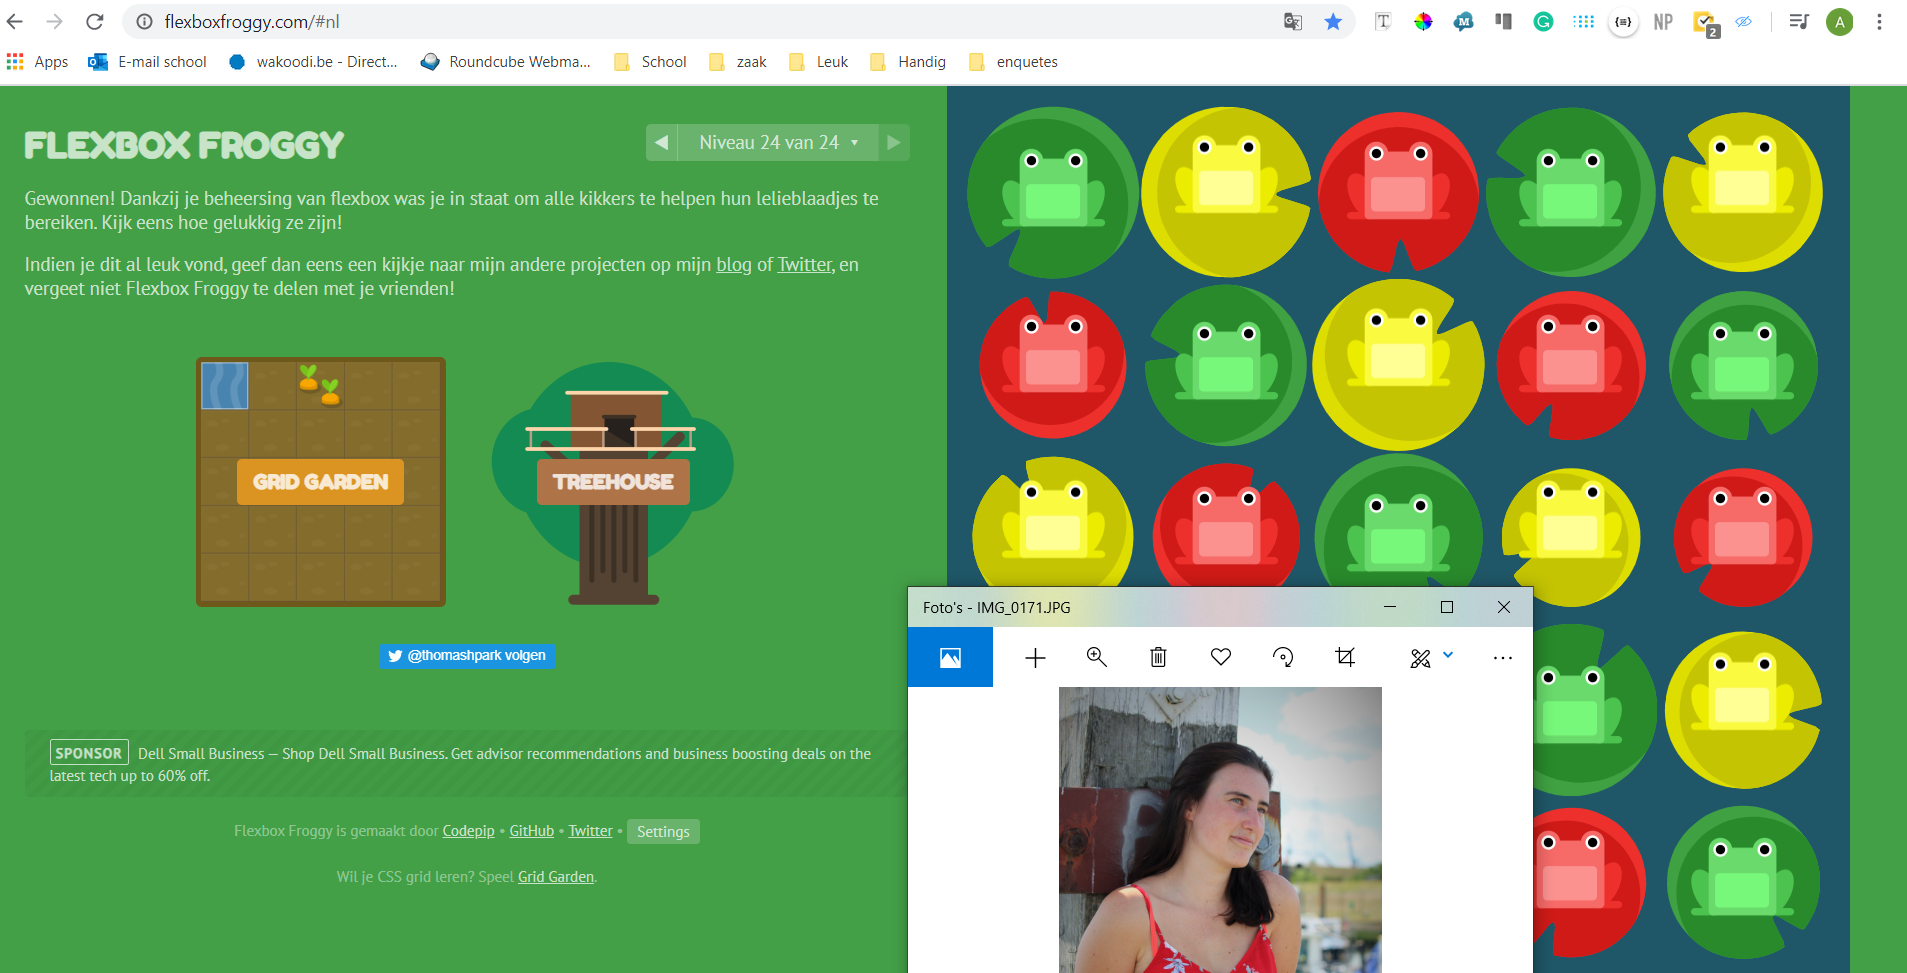 flexboxfroggy.com/#nl
T
M
G
{≡}
NP
2
A
Apps
E-mail school
wakoodi.be - Direct...
Roundcube Webma...
School
zaak
Leuk
Handig
enquetes
FLEXBOX FROGGY
Niveau 24 van 24
Gewonnen! Dankzij je beheersing van flexbox was je in staat om alle kikkers te helpen hun lelieblaadjes te
bereiken. Kijk eens hoe gelukkig ze zijn!
Indien je dit al leuk vond, geef dan eens een kijkje naar mijn andere projecten op mijn blog of Twitter, en
vergeet niet Flexbox Froggy te delen met je vrienden!
GRID GARDEN
TREEHOUSE
@thomashpark volgen
SPONSOR Dell Small Business — Shop Dell Small Business. Get advisor recommendations and business boosting deals on the
latest tech up to 60% off.
Flexbox Froggy is gemaakt door Codepip • GitHub • Twitter • Settings
Wil je CSS grid leren? Speel Grid Garden.
Foto's - IMG_0171.JPG